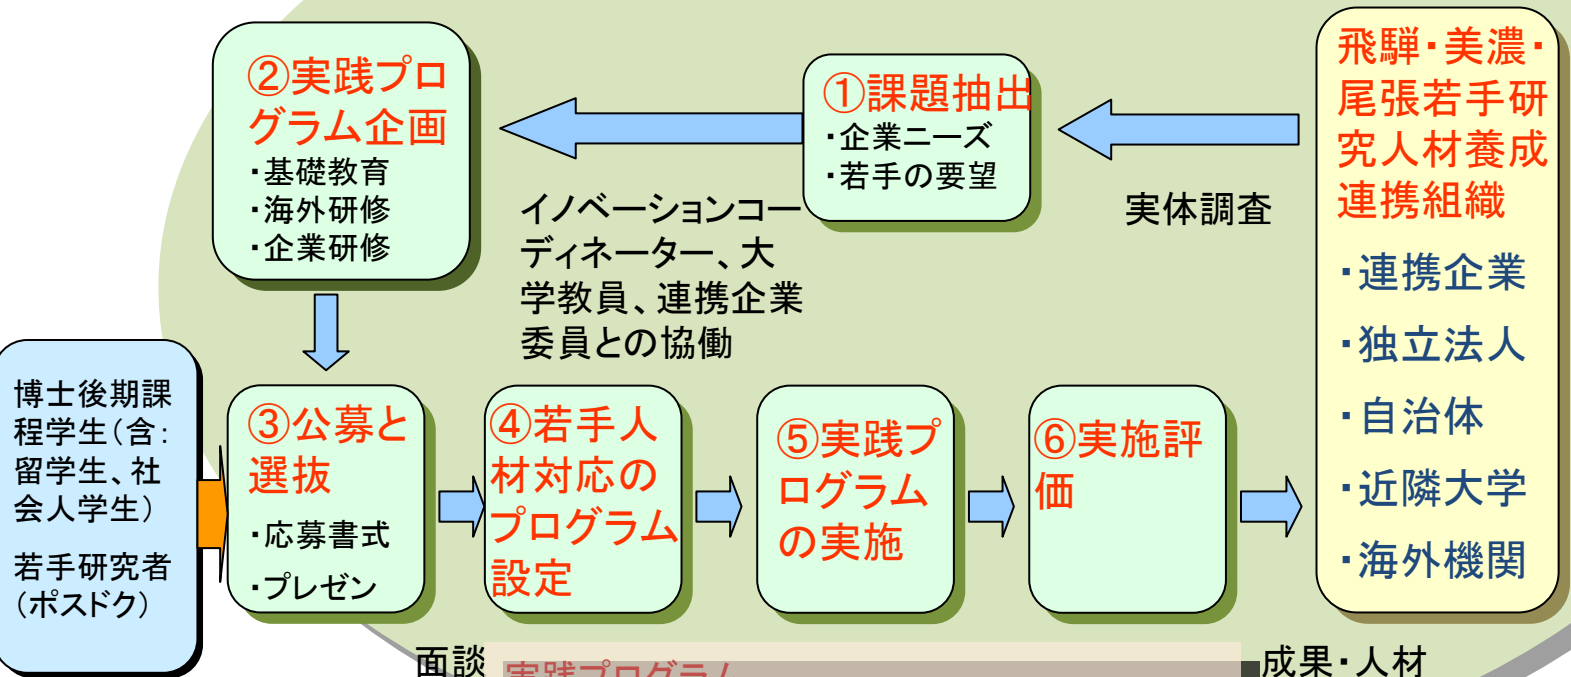 ②実践プロ
グラム企画
・基礎教育
・海外研修
・企業研修
①課題抽出
・企業ニーズ
・若手の要望
飛騨・美濃・
尾張若手研
究人材養成
連携組織
・連携企業
・独立法人
・自治体
・近隣大学
・海外機関
実体調査
イノベーションコー
ディネーター、大
学教員、連携企業
委員との協働
博士後期課
程学生(含:
留学生、社
会人学生)
若手研究者
(ポスドク)
③公募と
選抜
・応募書式
・プレゼン
④若手人
材対応の
プログラム
設定
⑤実践プ
ログラム
の実施
⑥実施評
価
面談
実践プログラム
成果・人材